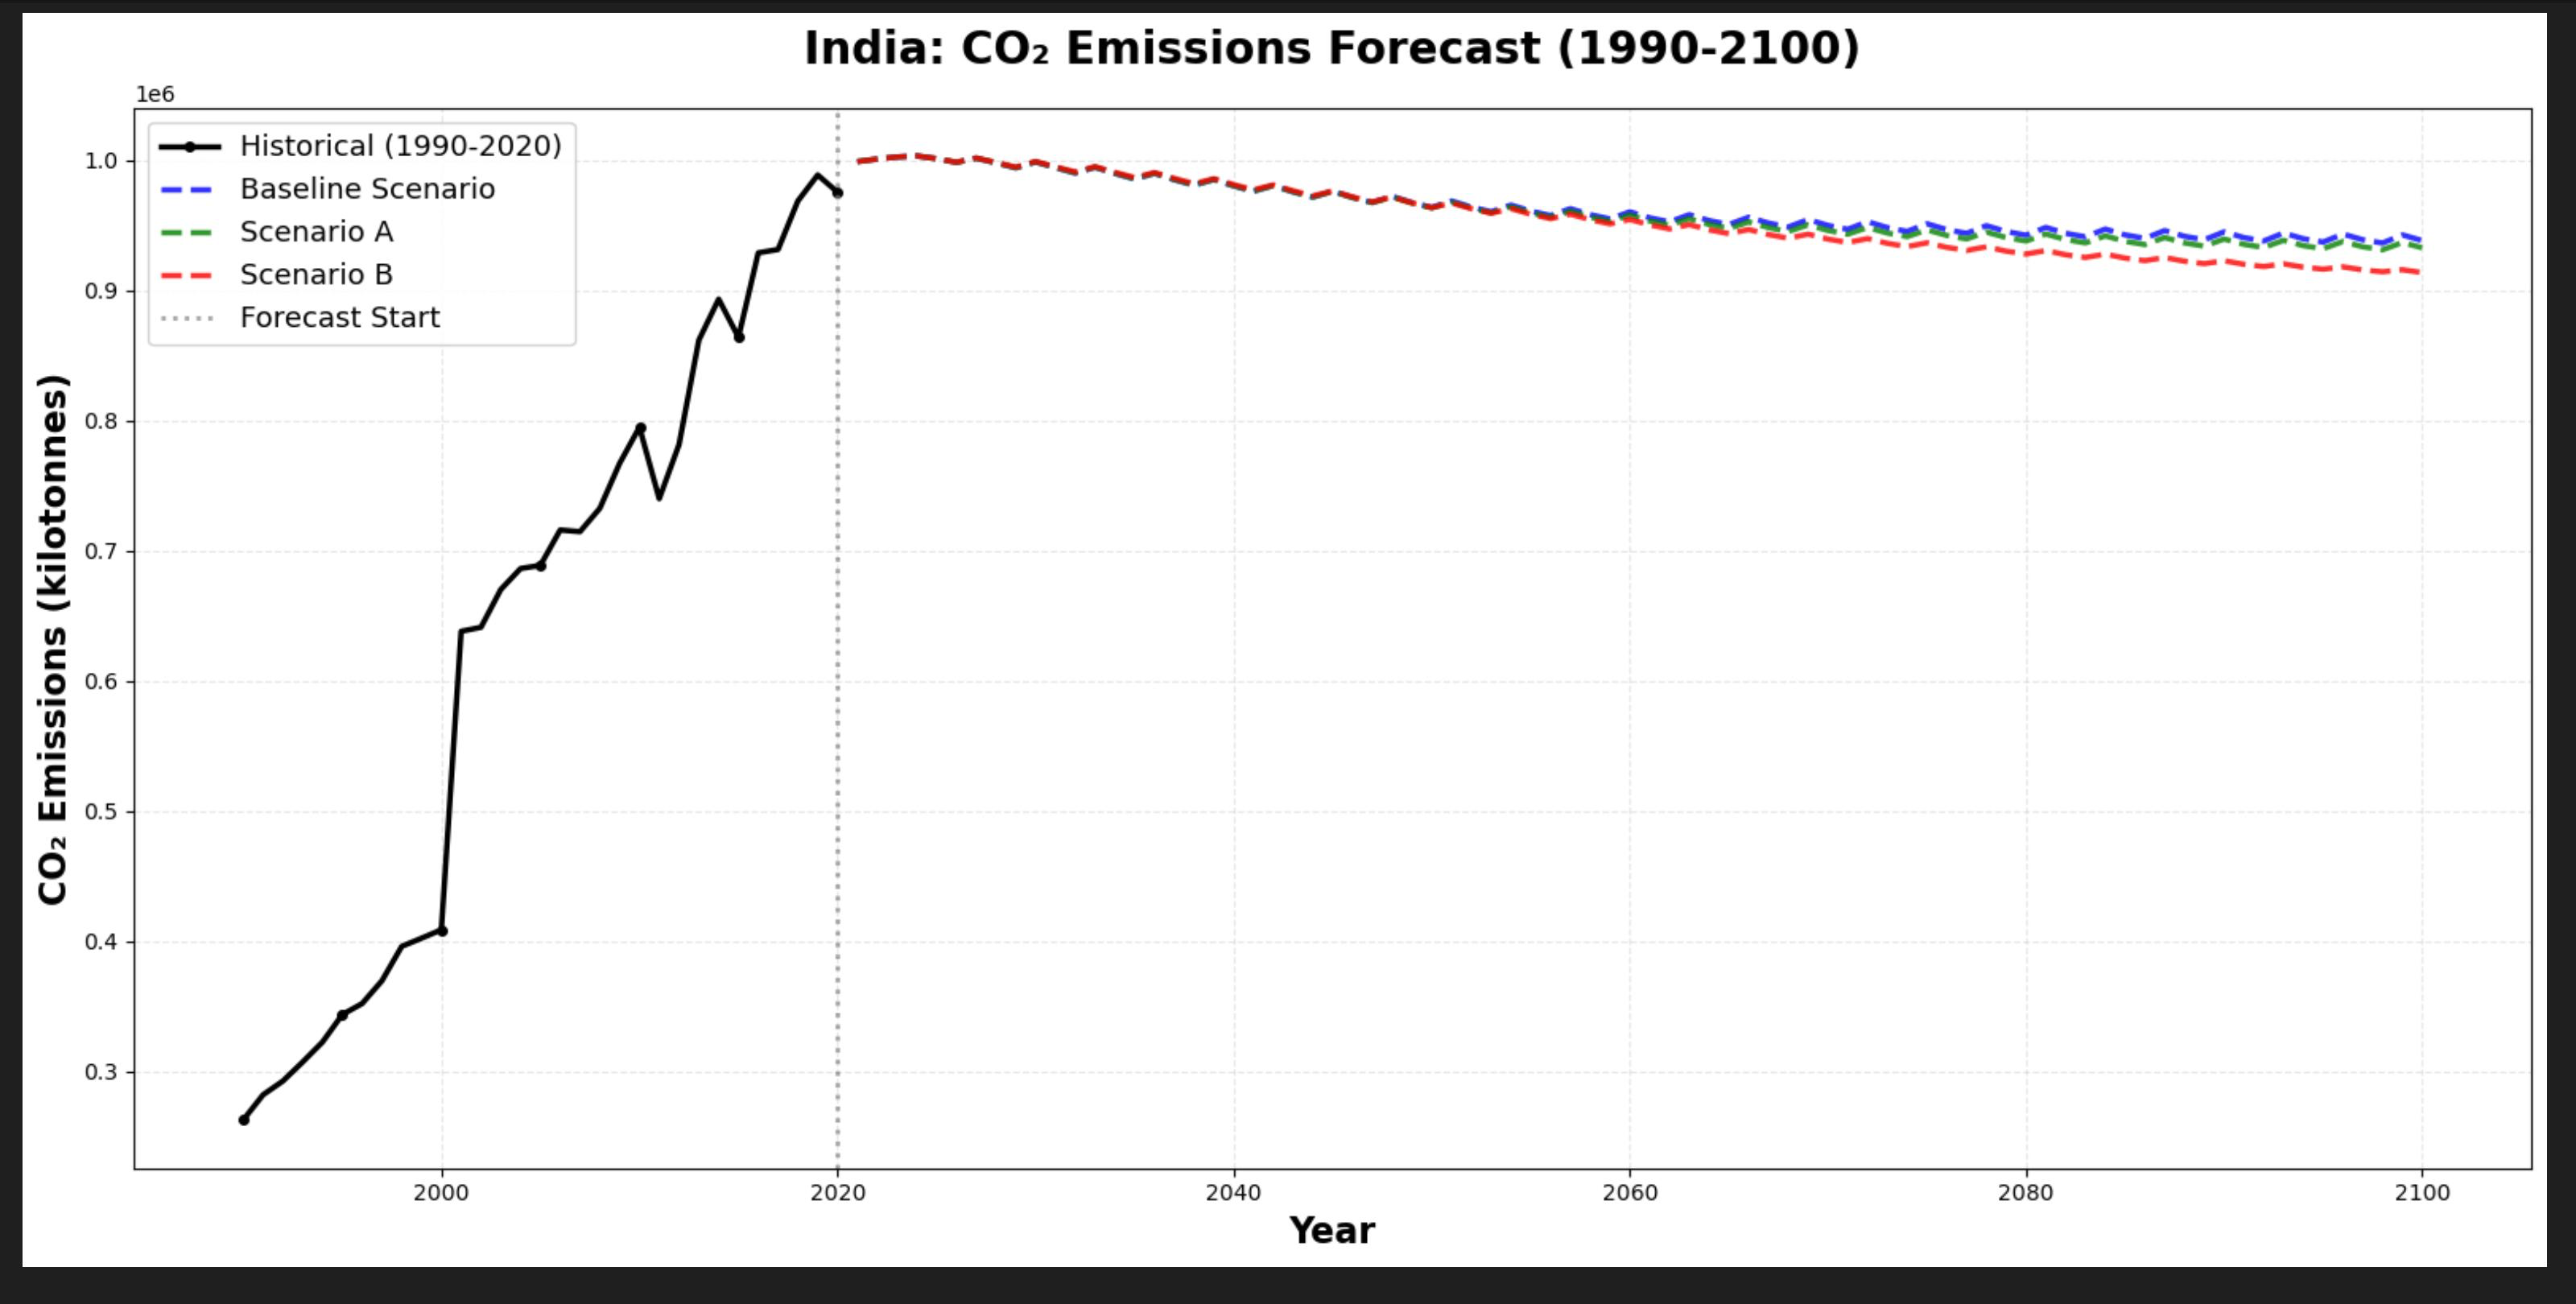 India: CO₂ Emissions Forecast (1990-2100)
1e6
Historical (1990-2020)
Baseline Scenario
Scenario A
Scenario B
Forecast Start
1.0
0.9
0.8
0.7
0.6
0.5
0.4
0.3
CO₂ Emissions (kilotonnes)
2000 2020 2040 2060 2080 2100
Year